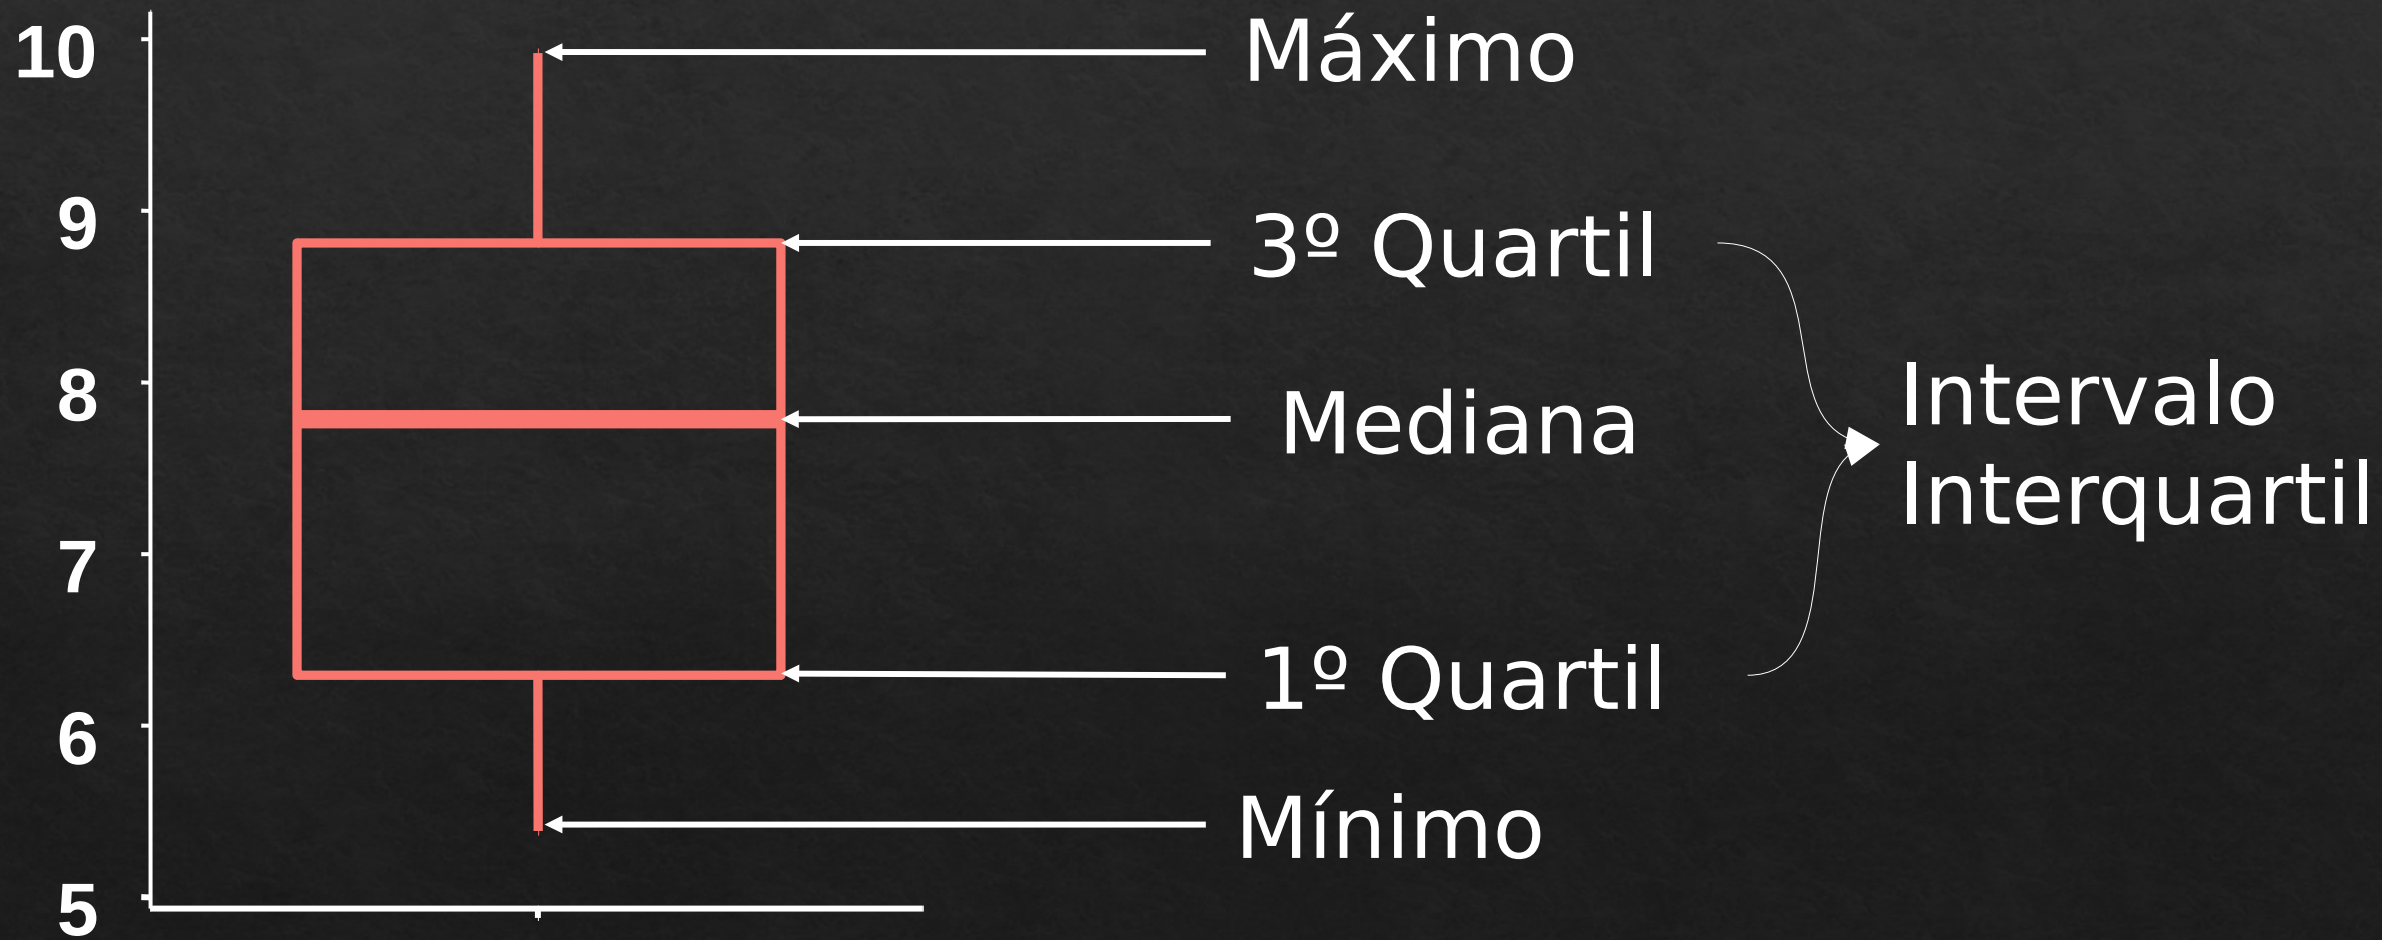 10
9
8
7
6
5
Máximo
3º Quartil
Mediana
1º Quartil
Mínimo
Intervalo
Interquartil